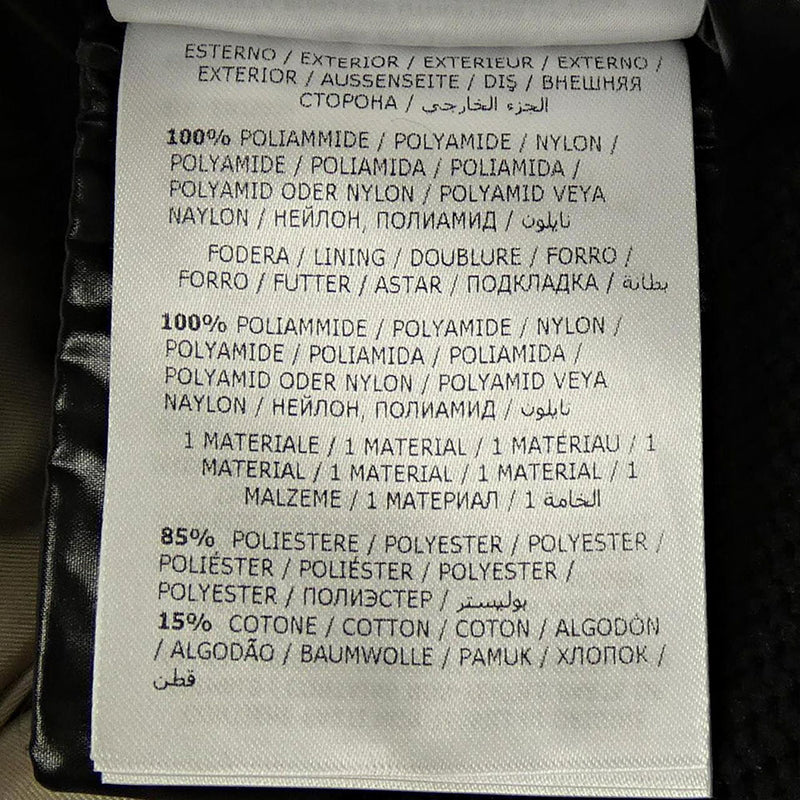 ESTERNO / EXTERIOR / EXTERIEUR / EXTERNO /
EXTERIOR / AUSSENSEITE / DIŞ / ВНЕШНЯЯ
СТОРОНА / الجزء الخارجي
100% POLIAMMIDE / POLYAMIDE / NYLON /
POLYAMIDE / POLIAMIDA / POLIAMIDA /
POLYAMID ODER NYLON / POLYAMID VEYA
NAYLON / НЕЙЛОН, ПОЛИАМИД / نايلون
FODERA / LINING / DOUBLURE / FORRO /
FORRO / FUTTER / ASTAR / ПОДКЛАДКА / بطانة
100% POLIAMMIDE / POLYAMIDE / NYLON /
POLYAMIDE / POLIAMIDA / POLIAMIDA /
POLYAMID ODER NYLON / POLYAMID VEYA
NAYLON / НЕЙЛОН, ПОЛИАМИД / نايلون
1 MATERIALE / 1 MATERIAL / 1 MATÉRIAU / 1
MATERIAL / 1 MATERIAL / 1 MATERIAL / 1
MALZEME / 1 МАТЕРИАЛ / 1 الخامة
85% POLIESTERE / POLYESTER / POLYESTER /
POLIÉSTER / POLIÉSTER / POLYESTER /
POLYESTER / ПОЛИЭСТЕР / بوليستر
15% COTONE / COTTON / COTON / ALGODÓN
/ ALGODÃO / BAUMWOLLE / PAMUK / ХЛОПОК /
قطن